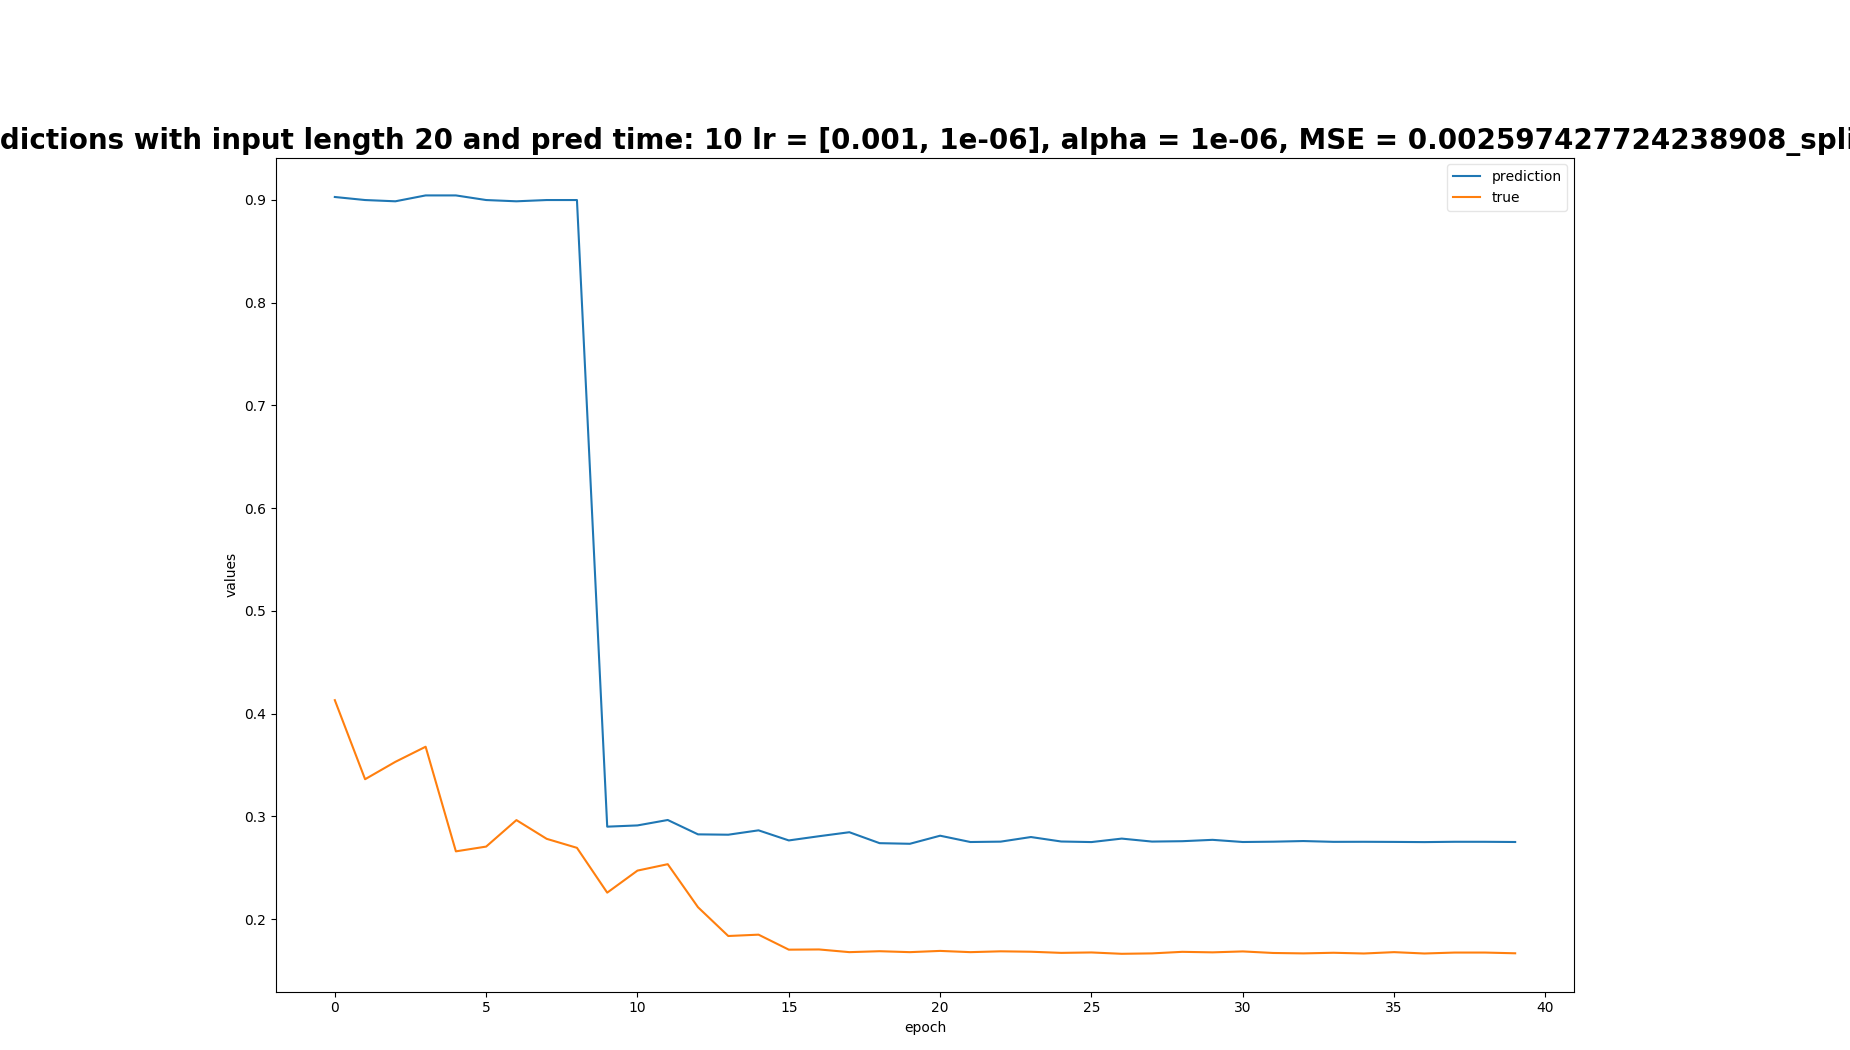 dictions with input length 20 and pred time: 10 lr = [0.001, 1e-06], alpha = 1e-06, MSE = 0.002597427724238908_spli
prediction
true
0.9
0.8
0.7
0.6
0.5
0.4
0.3
0.2
values
0 5 10 15 20 25 30 35 40
epoch